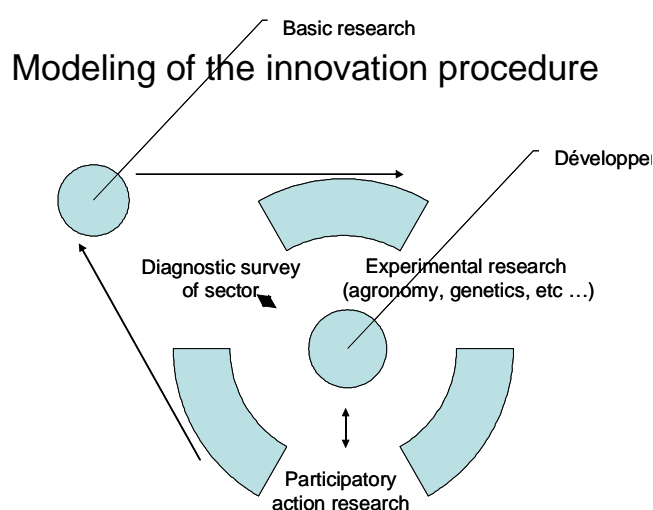 Basic research
Modeling of the innovation procedure
Développe
Diagnostic survey
of sector
Experimental research
(agronomy, genetics, etc …)
Participatory
action research